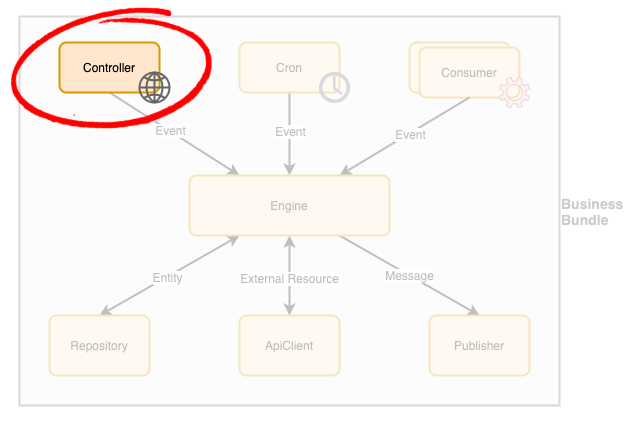 Controller
Cron
Consumer
Event
Event
Event
Engine
Business
Bundle
Entity
External Resource
Message
Repository
ApiClient
Publisher